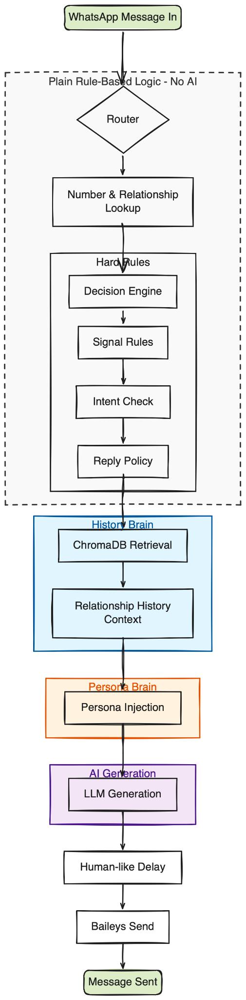 WhatsApp Message In
Plain Rule-Based Logic - No AI
Router
Number & Relationship
Lookup
Hard Rules
Decision Engine
Signal Rules
Intent Check
Reply Policy
History Brain
ChromaDB Retrieval
Relationship History
Context
Persona Brain
Persona Injection
AI Generation
LLM Generation
Human-like Delay
Baileys Send
Message Sent